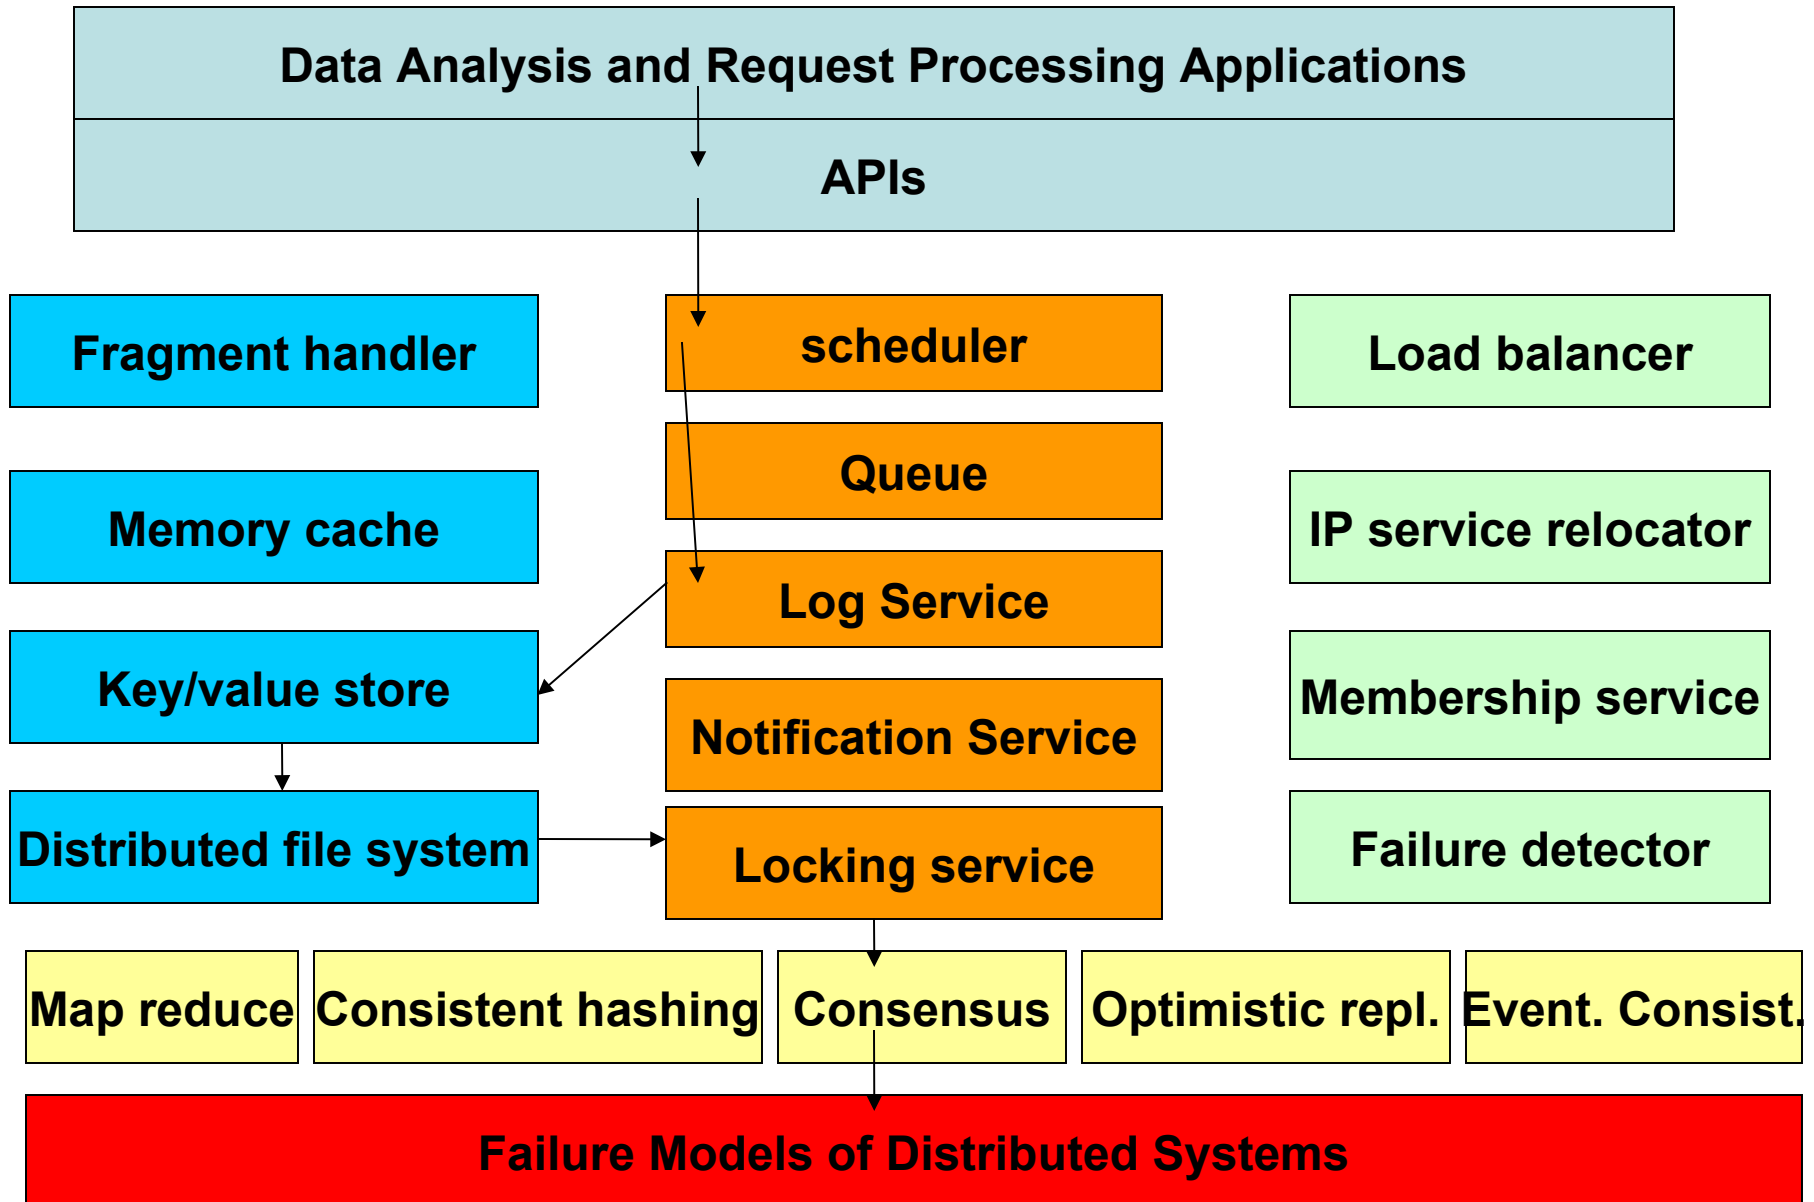 Data Analysis and Request Processing Applications
APIs
Fragment handler
scheduler
Load balancer
Queue
Memory cache
IP service relocator
Log Service
Key/value store
Membership service
Notification Service
Distributed file system
Locking service
Failure detector
Map reduce
Consistent hashing
Consensus
Optimistic repl.
Event. Consist.
Failure Models of Distributed Systems